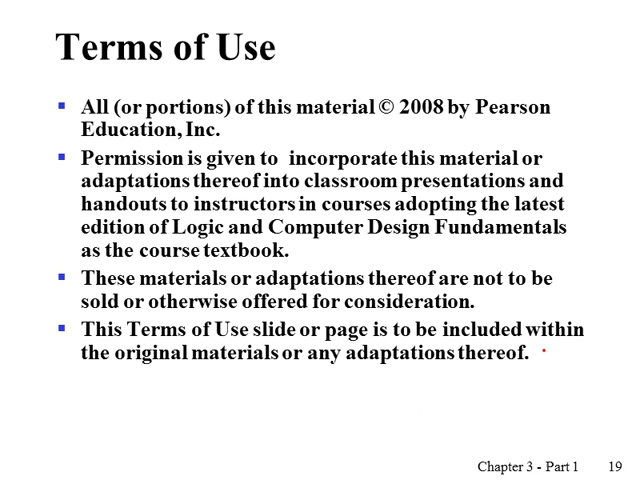 Terms of Use
▪ All (or portions) of this material © 2008 by Pearson
Education, Inc.
▪ Permission is given to incorporate this material or
adaptations thereof into classroom presentations and
handouts to instructors in courses adopting the latest
edition of Logic and Computer Design Fundamentals
as the course textbook.
▪ These materials or adaptations thereof are not to be
sold or otherwise offered for consideration.
▪ This Terms of Use slide or page is to be included within
the original materials or any adaptations thereof.
Chapter 3 - Part 1 19